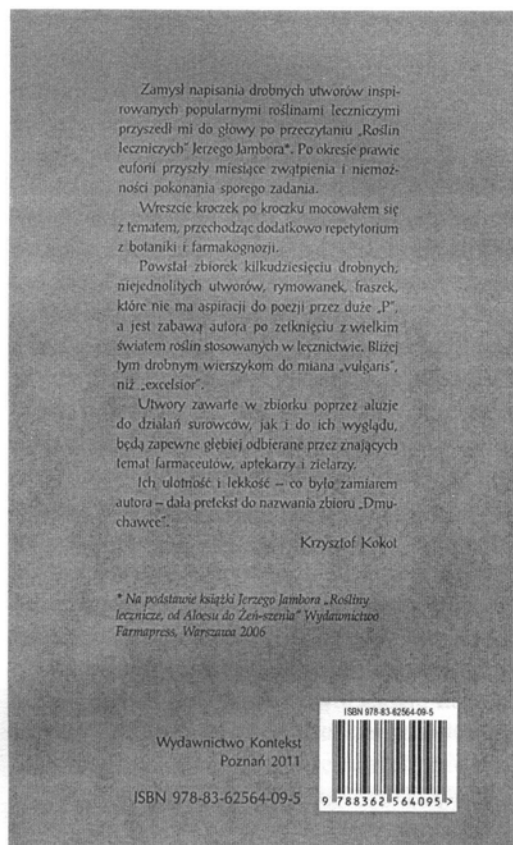 Zamysł napisania drobnych utworów inspi-
rowanych popularnymi roślinami leczniczymi
przyszedł mi do głowy po przeczytaniu „Roślin
leczniczych" Jerzego Jambora*. Po okresie prawie
euforii przyszły miesiące zwątpienia i niemoż-
ności pokonania sporego zadania.
Wreszcie kroczek po kroczku mocowałem się
z tematem, przechodząc dodatkowo repetytorium
z botaniki i farmakognozji.
Powstał zbiorek kilkudziesięciu drobnych,
niejednolitych utworów, rymowanek, fraszek,
które nie ma aspiracji do poezji przez duże „P",
a jest zabawą autora po zetknięciu z wielkim
światem roślin stosowanych w lecznictwie. Bliżej
tym drobnym wierszykom do miana „vulgaris",
niż „excelsior".
Utwory zawarte w zbiorku poprzez aluzje
do działań surowców, jak i do ich wyglądu,
będą zapewne głębiej odbierane przez znających
temat farmaceutów, aptekarzy i zielarzy.
Ich ulotność i lekkość – co było zamiarem
autora – dała pretekst do nazwania zbioru „Dmu-
chawce".
Krzysztof Kokot
* Na podstawie książki Jerzego Jambora „Rośliny
lecznicze, od Aloesu do Żeń-szenia" Wydawnictwo
Farmapress, Warszawa 2006
Wydawnictwo Kontekst
Poznań 2011
ISBN 978-83-62564-09-5
ISBN 978-83-62564-09-5
9 788362 564095 >